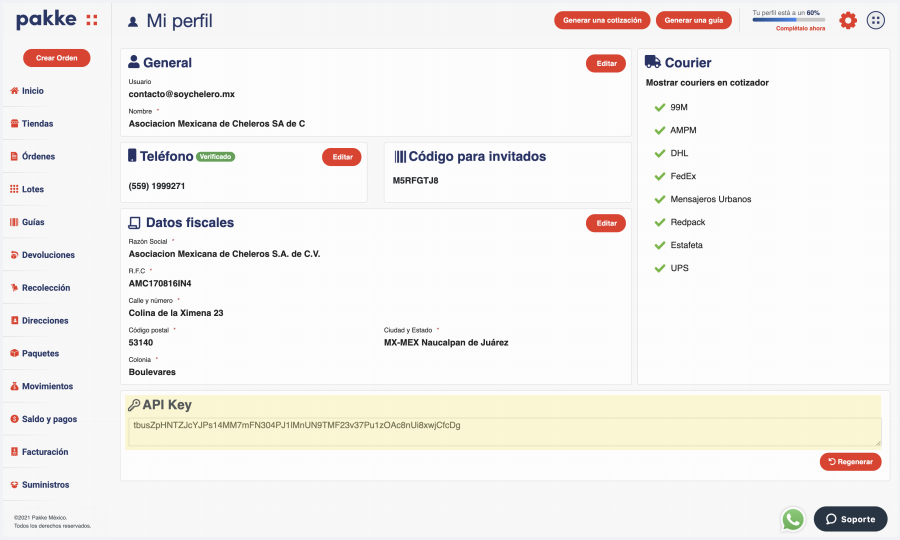 pakke
Mi perfil
Generar una cotización
Generar una guía
Tu perfil está a un 60%
Complétalo ahora
Crear Orden
Inicio
Tiendas
Órdenes
Lotes
Guías
Devoluciones
Recolección
Direcciones
Paquetes
Movimientos
Saldo y pagos
Facturación
Suministros
©2021 Pakke México.
Todos los derechos reservados.
General
Editar
Usuario
contacto@soychelero.mx
Nombre *
Asociacion Mexicana de Cheleros SA de C
Teléfono Verificado
Editar
(559) 1999271
Código para invitados
M5RFGTJ8
Datos fiscales
Editar
Razón Social *
Asociacion Mexicana de Cheleros S.A. de C.V.
R.F.C *
AMC170816IN4
Calle y número *
Colina de la Ximena 23
Código postal *
53140
Ciudad y Estado *
MX-MEX Naucalpan de Juárez
Colonia *
Boulevares
Courier
Mostrar couriers en cotizador
99M
AMPM
DHL
FedEx
Mensajeros Urbanos
Redpack
Estafeta
UPS
API Key
tbusZpHNTZJcYJPs14MM7mFN304PJ1lMnUN9TMF23v37Pu1zOAc8nUi8xwjCfcDg
Regenerar
Soporte